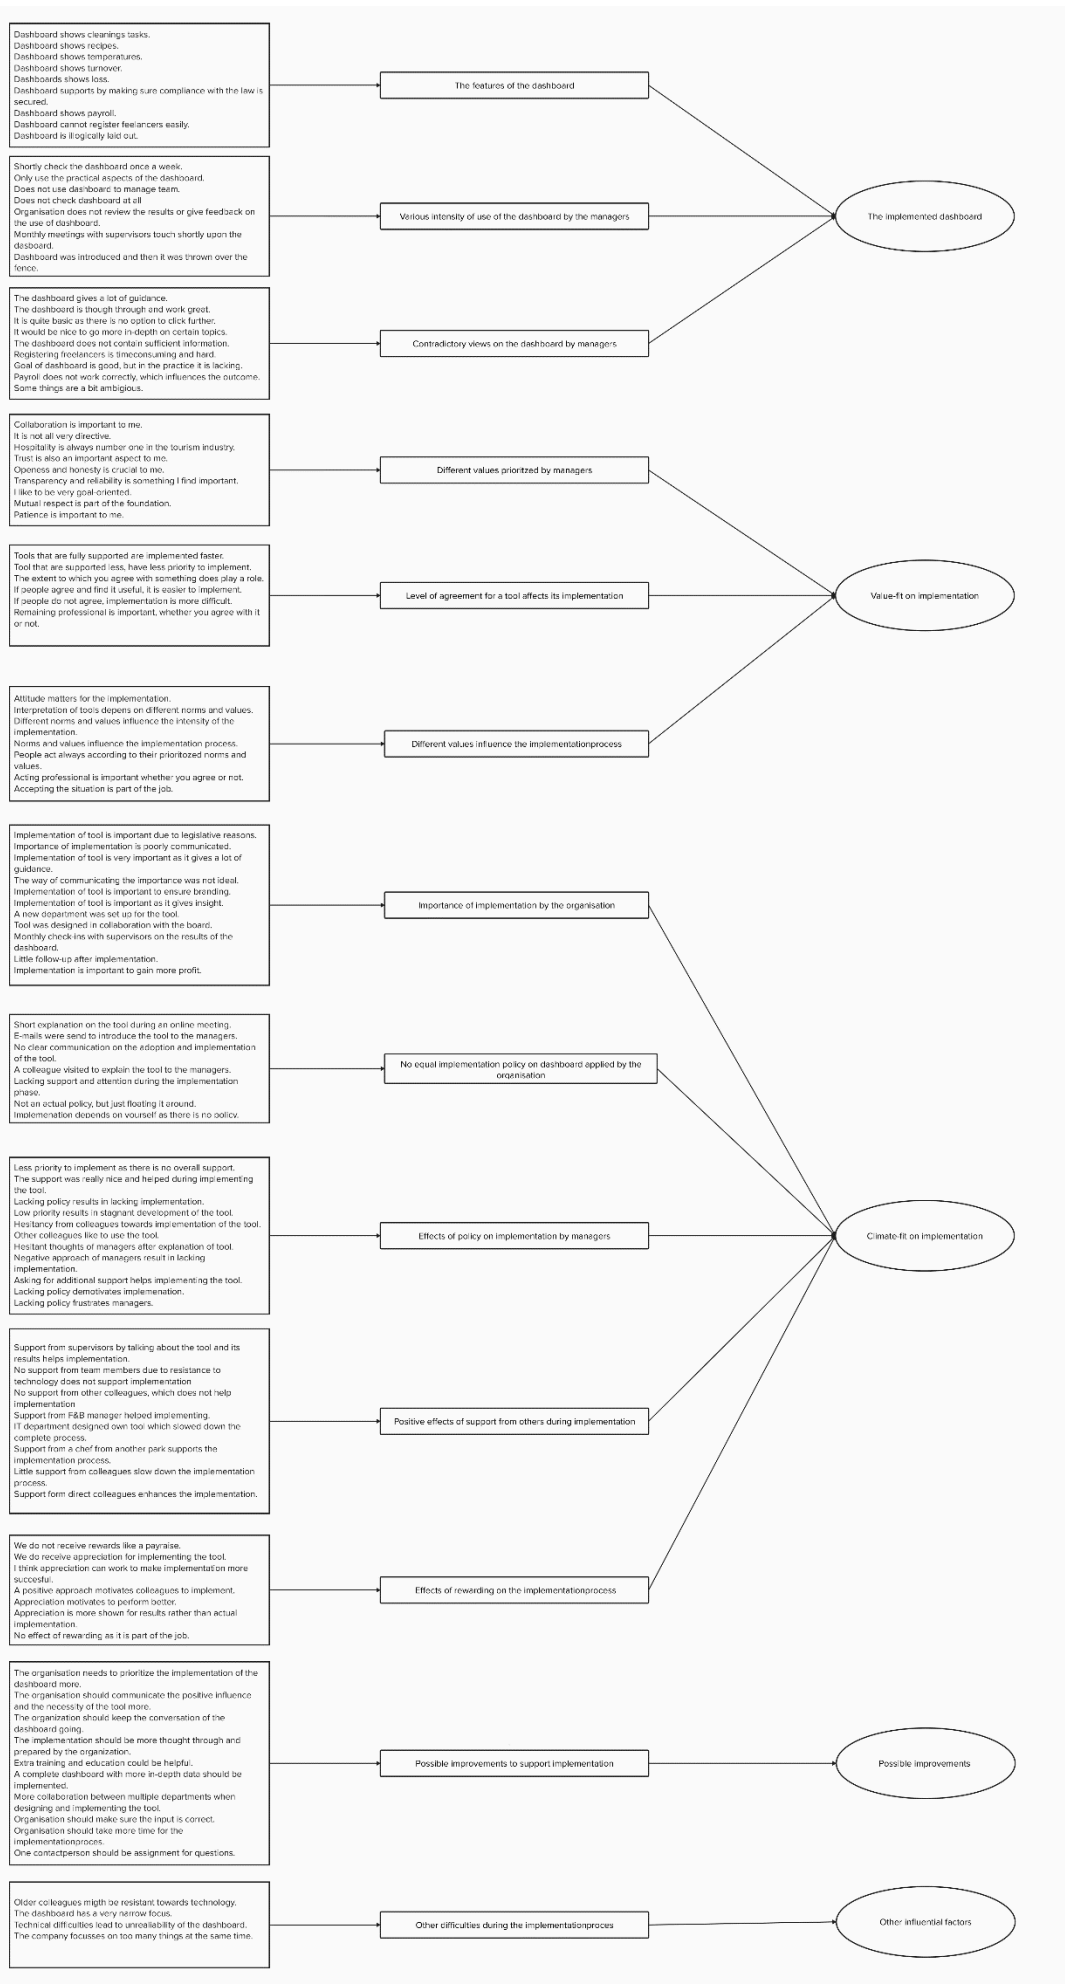 Dashboard shows cleanings tasks.
Dashboard shows recipes.
Dashboard shows temperatures.
Dashboard shows turnover.
Dashboards shows loss.
Dashboard supports by making sure compliance with the law is
secured.
Dashboard shows payroll.
Dashboard cannot register feelancers easily.
Dashboard is illogically laid out.
The features of the dashboard
Shortly check the dashboard once a week.
Only use the practical aspects of the dashboard.
Does not use dashboard to manage team.
Does not check dashboard at all
Organisation does not review the results or give feedback on
the use of dashboard.
Monthly meetings with supervisors touch shortly upon the
dasboard.
Dashboard was introduced and then it was thrown over the
fence.
Various intensity of use of the dashboard by the managers
The implemented dashboard
The dashboard gives a lot of guidance.
The dashboard is though through and work great.
It is quite basic as there is no option to click further.
It would be nice to go more in-depth on certain topics.
The dashboard does not contain sufficient information.
Registering freelancers is timeconsuming and hard.
Goal of dashboard is good, but in the practice it is lacking.
Payroll does not work correctly, which influences the outcome.
Some things are a bit ambigious.
Contradictory views on the dashboard by managers
Collaboration is important to me.
It is not all very directive.
Hospitality is always number one in the tourism industry.
Trust is also an important aspect to me.
Openess and honesty is crucial to me.
Transparency and reliability is something I find important.
I like to be very goal-oriented.
Mutual respect is part of the foundation.
Patience is important to me.
Different values prioritzed by managers
Tools that are fully supported are implemented faster.
Tool that are supported less, have less priority to implement.
The extent to which you agree with something does play a role.
If people agree and find it useful, it is easier to implement.
If people do not agree, implementation is more difficult.
Remaining professional is important, whether you agree with it
or not.
Level of agreement for a tool affects its implementation
Value-fit on implementation
Attitude matters for the implementation.
Interpretation of tools depens on different norms and values.
Different norms and values influence the intensity of the
implementation.
Norms and values influence the implementation process.
People act always according to their prioritozed norms and
values.
Acting professional is important whether you agree or not.
Accepting the situation is part of the job.
Different values influence the implementationprocess
Implementation of tool is important due to legislative reasons.
Importance of implementation is poorly communicated.
Implementation of tool is very important as it gives a lot of
guidance.
The way of communicating the importance was not ideal.
Implementation of tool is important to ensure branding.
Implementation of tool is important as it gives insight.
A new department was set up for the tool.
Tool was designed in collaboration with the board.
Monthly check-ins with supervisors on the results of the
dashboard.
Little follow-up after implementation.
Implementation is important to gain more profit.
Importance of implementation by the organisation
Short explanation on the tool during an online meeting.
E-mails were send to introduce the tool to the managers.
No clear communication on the adoption and implementation
of the tool.
A colleague visited to explain the tool to the managers.
Lacking support and attention during the implementation
phase.
Not an actual policy, but just floating it around.
Implemenation depends on yourself as there is no policy.
No equal implementation policy on dashboard applied by the
organisation
Less priority to implement as there is no overall support.
The support was really nice and helped during implementing
the tool.
Lacking policy results in lacking implementation.
Low priority results in stagnant development of the tool.
Hesitancy from colleagues towards implementation of the tool.
Other colleagues like to use the tool.
Hesitant thoughts of managers after explanation of tool.
Negative approach of managers result in lacking
implementation.
Asking for additional support helps implementing the tool.
Lacking policy demotivates implemenation.
Lacking policy frustrates managers.
Effects of policy on implementation by managers
Climate-fit on implementation
Support from supervisors by talking about the tool and its
results helps implementation.
No support from team members due to resistance to
technology does not support implementation
No support from other colleagues, which does not help
implementation
Support from F&B manager helped implementing.
IT department designed own tool which slowed down the
complete process.
Support from a chef from another park supports the
implementation process.
Little support from colleagues slow down the implementation
process.
Support form direct colleagues enhances the implementation.
Positive effects of support from others during implementation
We do not receive rewards like a payraise.
We do receive appreciation for implementing the tool.
I think appreciation can work to make implementation more
succesful.
A positive approach motivates colleagues to implement.
Appreciation motivates to perform better.
Appreciation is more shown for results rather than actual
implementation.
No effect of rewarding as it is part of the job.
Effects of rewarding on the implementationprocess
The organisation needs to prioritize the implementation of the
dashboard more.
The organisation should communicate the positive influence
and the necessity of the tool more.
The organization should keep the conversation of the
dashboard going.
The implementation should be more thought through and
prepared by the organization.
Extra training and education could be helpful.
A complete dashboard with more in-depth data should be
implemented.
More collaboration between multiple departments when
designing and implementing the tool.
Organisation should make sure the input is correct.
Organisation should take more time for the
implementationproces.
One contactperson should be assignment for questions.
Possible improvements to support implementation
Possible improvements
Older colleagues migth be resistant towards technology.
The dashboard has a very narrow focus.
Technical difficulties lead to unrealiability of the dashboard.
The company focusses on too many things at the same time.
Other difficulties during the implementationproces
Other influential factors